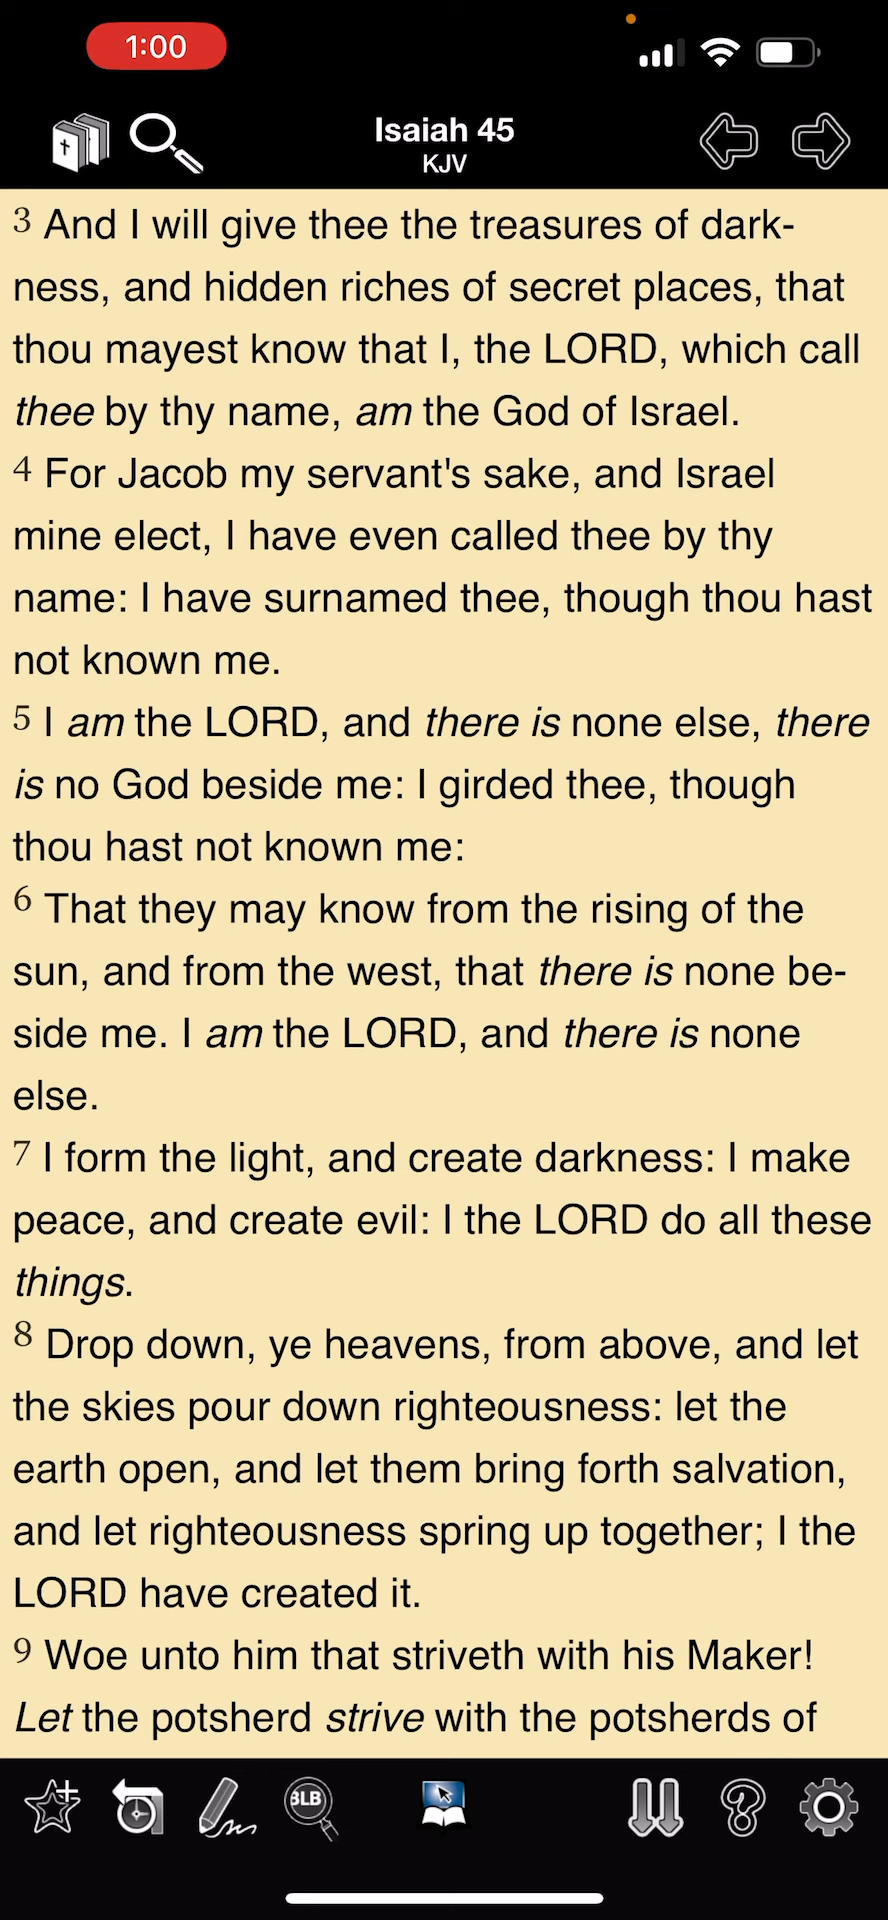 1:00
Isaiah 45
KJV
3 And I will give thee the treasures of dark-
ness, and hidden riches of secret places, that
thou mayest know that I, the LORD, which call
thee by thy name, am the God of Israel.
4 For Jacob my servant's sake, and Israel
mine elect, I have even called thee by thy
name: I have surnamed thee, though thou hast
not known me.
5 I am the LORD, and there is none else, there
is no God beside me: I girded thee, though
thou hast not known me:
6 That they may know from the rising of the
sun, and from the west, that there is none be-
side me. I am the LORD, and there is none
else.
7 I form the light, and create darkness: I make
peace, and create evil: I the LORD do all these
things.
8 Drop down, ye heavens, from above, and let
the skies pour down righteousness: let the
earth open, and let them bring forth salvation,
and let righteousness spring up together; I the
LORD have created it.
9 Woe unto him that striveth with his Maker!
Let the potsherd strive with the potsherds of
BLB